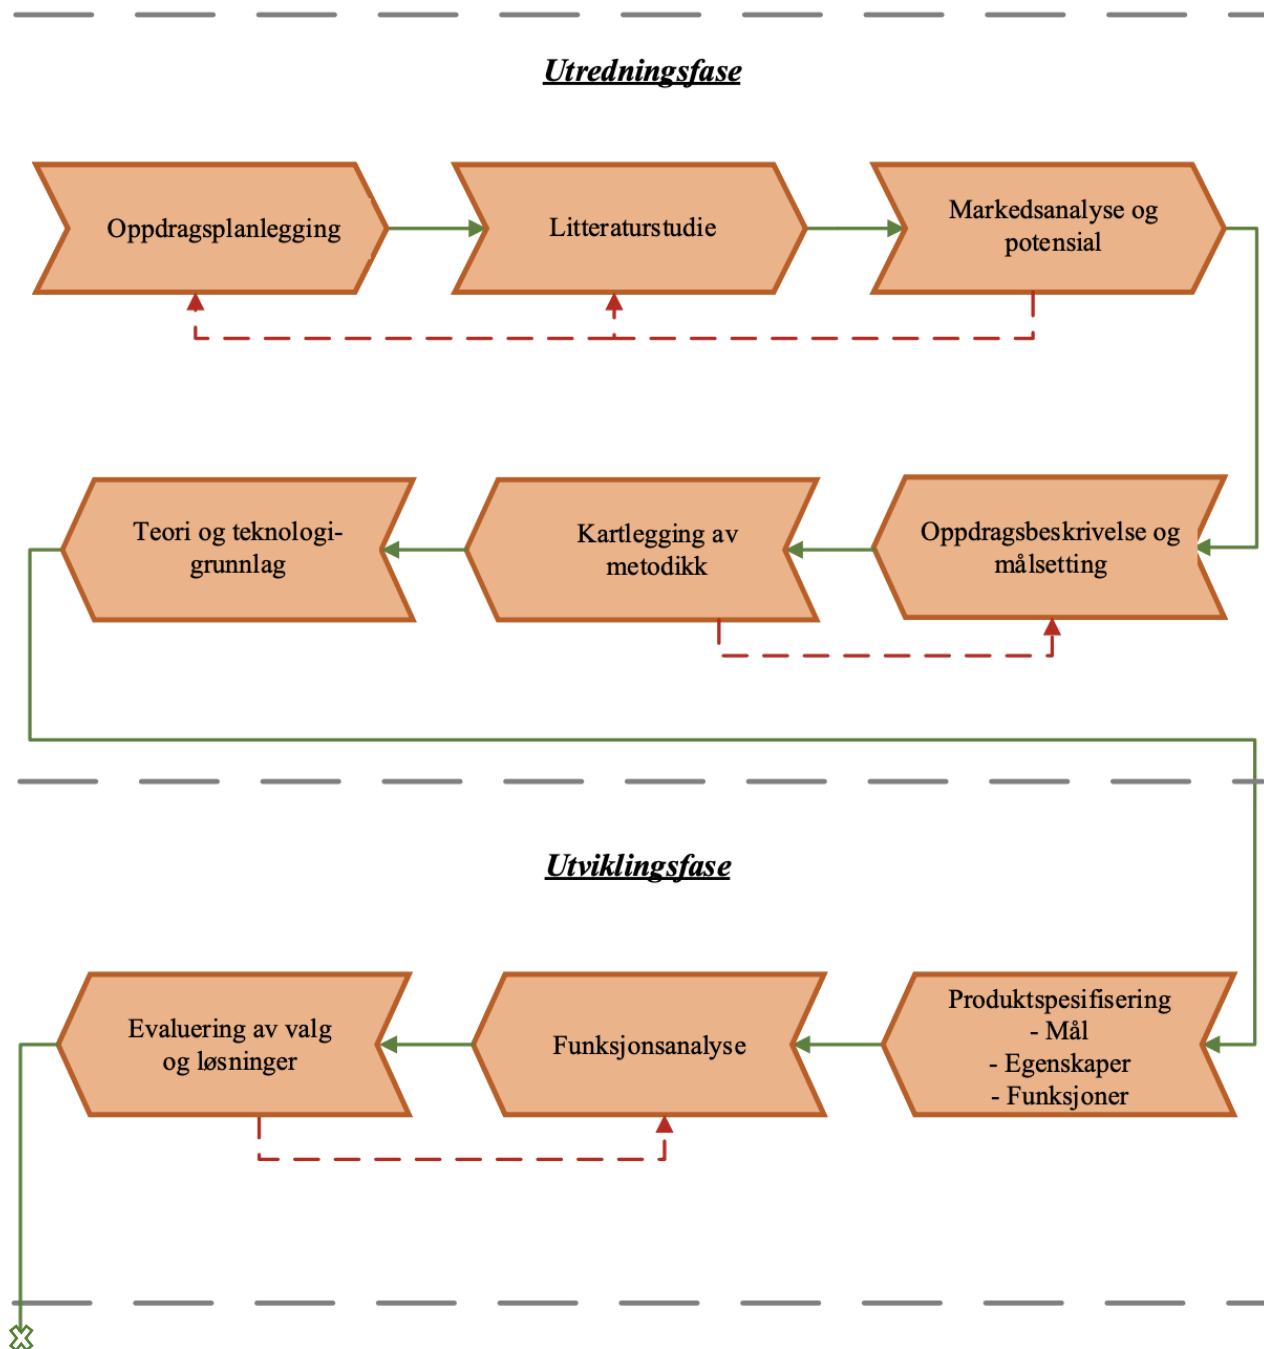 Utredningsfase
Oppdragsplanlegging
Litteraturstudie
Markedsanalyse og
potensial
Teori og teknologi-
grunnlag
Kartlegging av
metodikk
Oppdragsbeskrivelse og
målsetting
Utviklingsfase
Evaluering av valg
og løsninger
Funksjonsanalyse
Produktspesifisering
- Mål
- Egenskaper
- Funksjoner